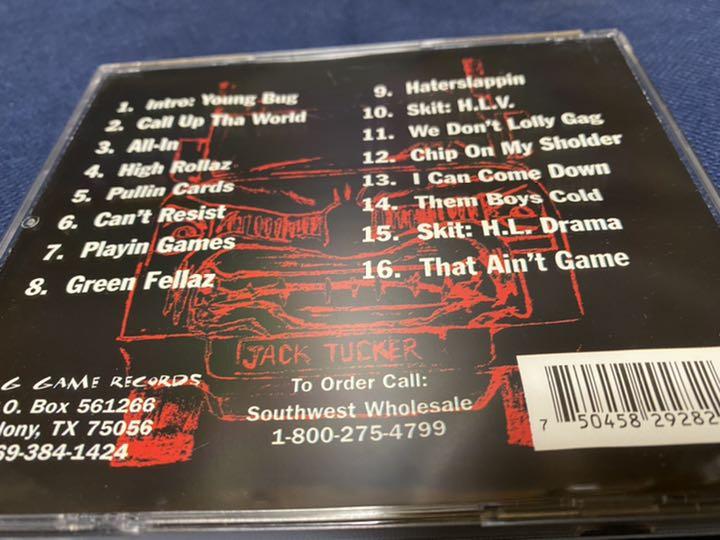 1. Intro: Young Bug
2. Call Up Tha World
3. All-In
4. High Rollaz
5. Pullin Cards
6. Can't Resist
7. Playin Games
8. Green Fellaz
9. Haterslappin
10. Skit: H.L.V.
11. We Don't Lolly Gag
12. Chip On My Sholder
13. I Can Come Down
14. Them Boys Cold
15. Skit: H.L. Drama
16. That Ain't Game
JACK TUCKER
G GAME RECORDS
O. Box 561266
lony, TX 75056
69-384-1424
To Order Call:
Southwest Wholesale
1-800-275-4799
7 50458 29282